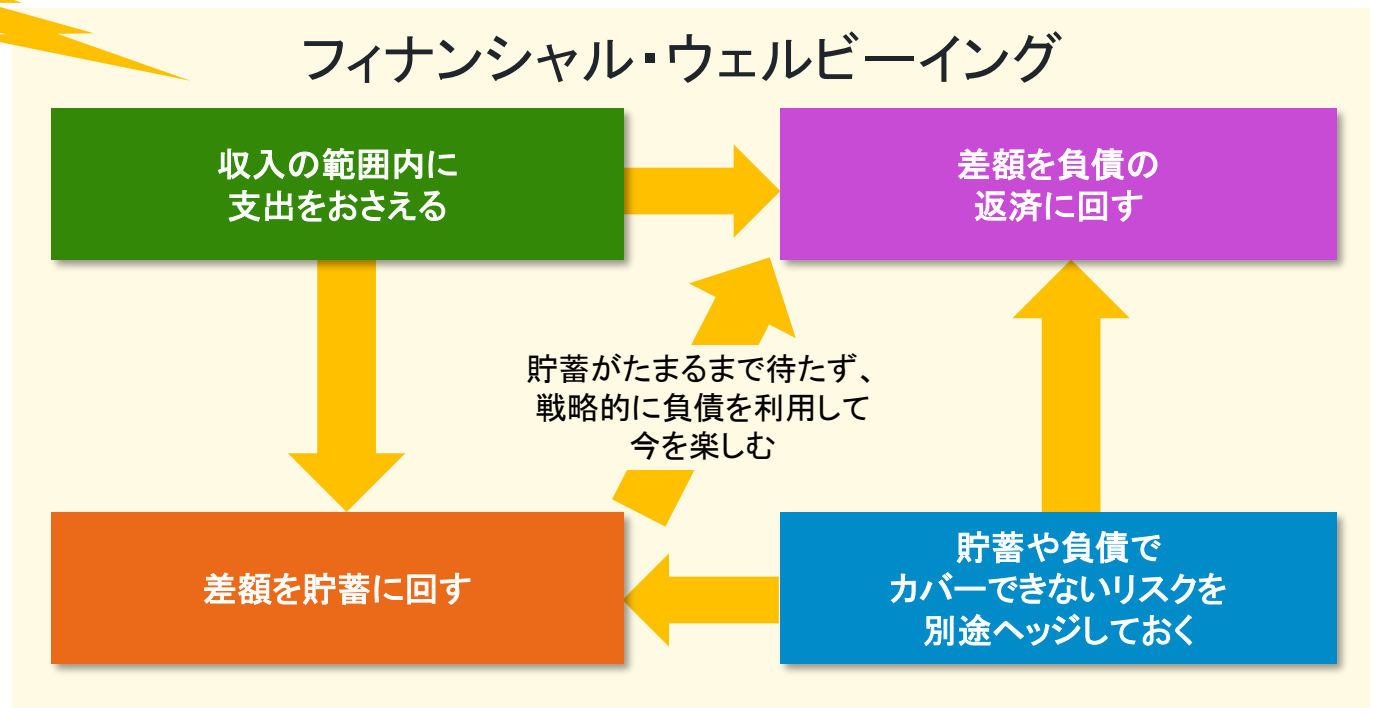 フィナンシャル・ウェルビーイング
収入の範囲内に
支出をおさえる
差額を負債の
返済に回す
貯蓄がたまるまで待たず、
戦略的に負債を利用して
今を楽しむ
差額を貯蓄に回す
貯蓄や負債で
カバーできないリスクを
別途ヘッジしておく